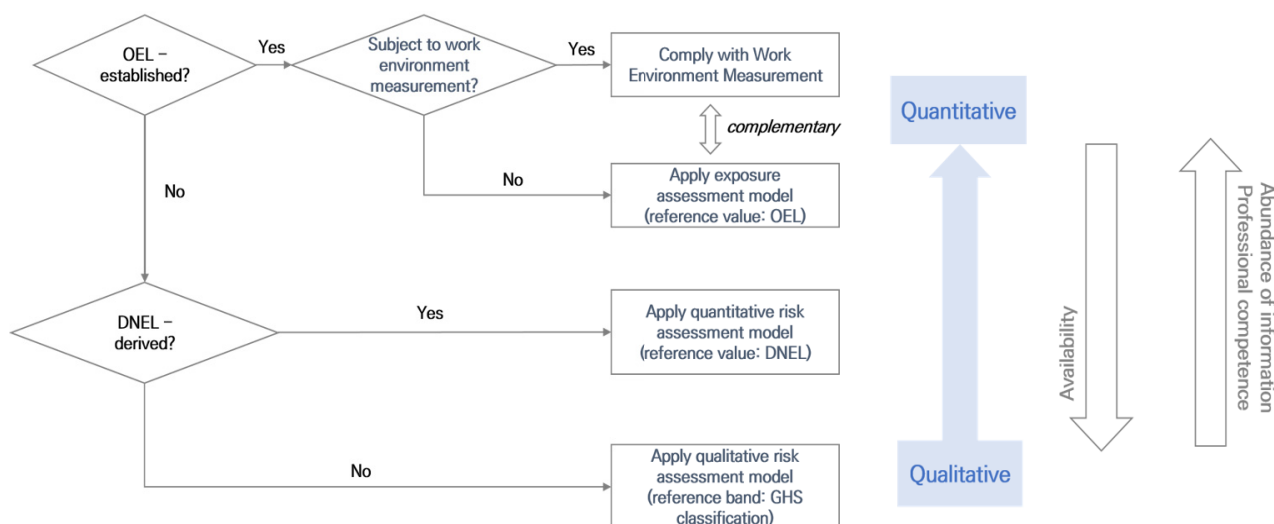 OEL –
established?
Yes
Subject to work
environment
measurement?
Yes
Comply with Work
Environment Measurement
complementary
No
Apply exposure
assessment model
(reference value: OEL)
No
DNEL –
derived?
Yes
Apply quantitative risk
assessment model
(reference value: DNEL)
No
Apply qualitative risk
assessment model
(reference band: GHS
classification)
Quantitative
Qualitative
Availability
Abundance of information
Professional competence